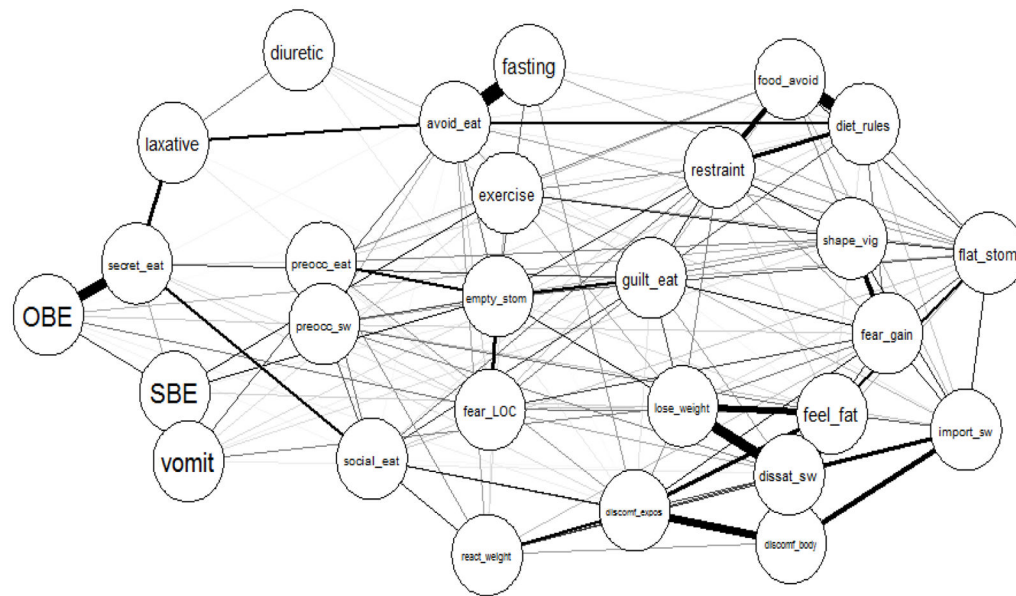 diuretic
fasting
food_avoid
avoid_eat
diet_rules
laxative
restraint
exercise
shape_vig
flat_stom
secret_eat
preocc_eat
guilt_eat
empty_stom
OBE
preocc_sw
fear_gain
SBE
fear_LOC
lose_weight
feel_fat
import_sw
vomit
social_eat
dissat_sw
discomf_expos
discomf_body
react_weight